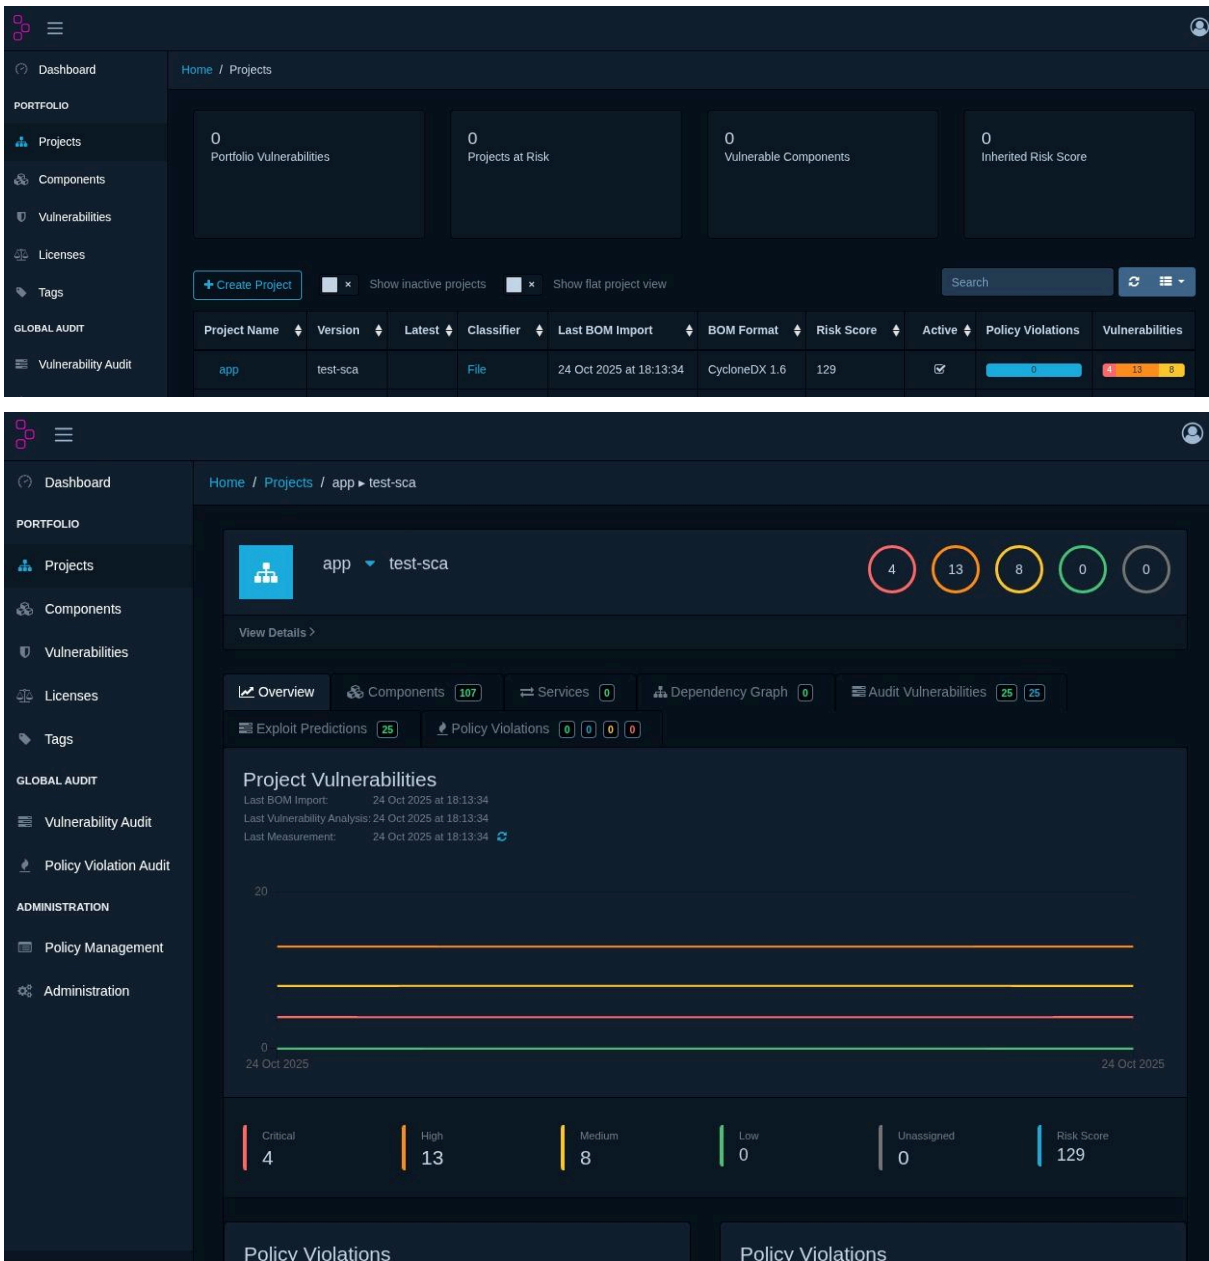 Dashboard
Home / Projects
PORTFOLIO
Projects
Components
Vulnerabilities
Licenses
Tags
GLOBAL AUDIT
Vulnerability Audit
0
Portfolio Vulnerabilities
0
Projects at Risk
0
Vulnerable Components
0
Inherited Risk Score
Create Project
Show inactive projects
Show flat project view
Search
Project Name Version Latest Classifier Last BOM Import BOM Format Risk Score Active Policy Violations Vulnerabilities
app test-sca File 24 Oct 2025 at 18:13:34 CycloneDX 1.6 129 0 4 13 8
Dashboard
PORTFOLIO
Projects
Components
Vulnerabilities
Licenses
Tags
GLOBAL AUDIT
Vulnerability Audit
Policy Violation Audit
ADMINISTRATION
Policy Management
Administration
Home / Projects / app ▸ test-sca
app test-sca
4 13 8 0 0
View Details
Overview
Components 107
Services 0
Dependency Graph 0
Audit Vulnerabilities 25 25
Exploit Predictions 25
Policy Violations 0 0 0 0
Project Vulnerabilities
Last BOM Import: 24 Oct 2025 at 18:13:34
Last Vulnerability Analysis: 24 Oct 2025 at 18:13:34
Last Measurement: 24 Oct 2025 at 18:13:34
20
0
24 Oct 2025 24 Oct 2025
Critical
4
High
13
Medium
8
Low
0
Unassigned
0
Risk Score
129
Policy Violations
Policy Violations